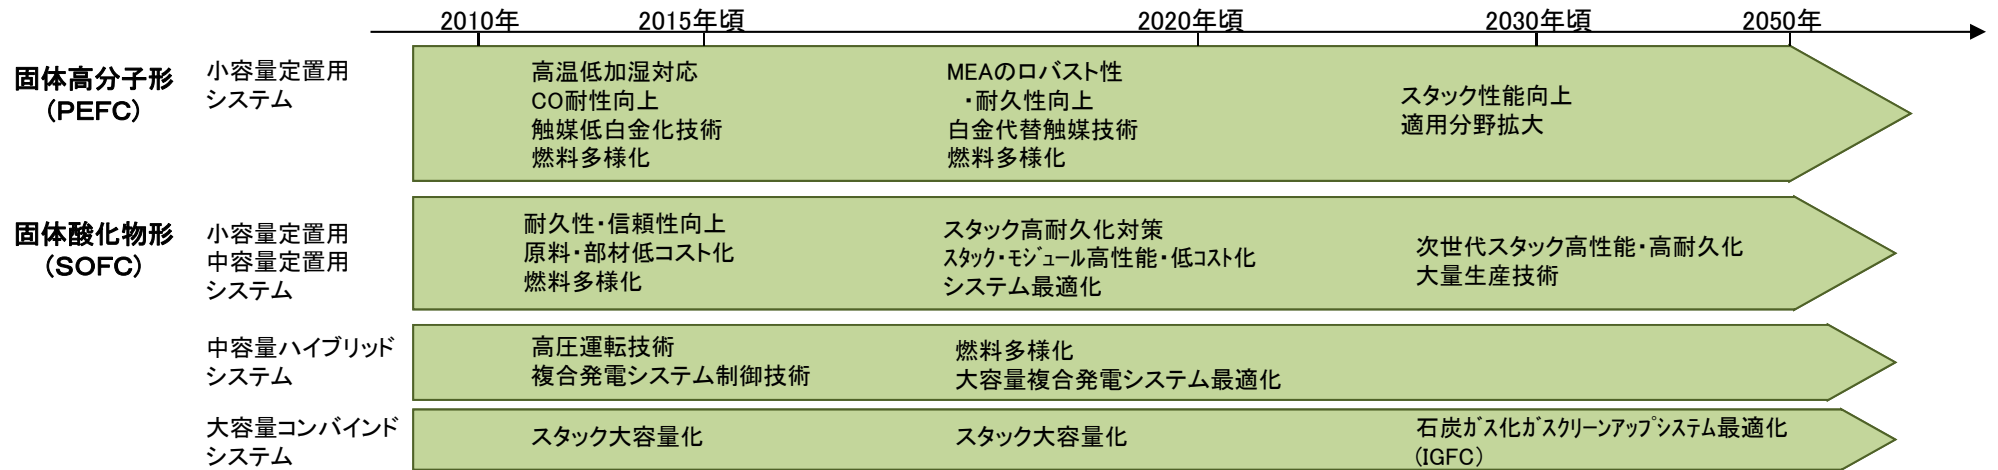 2010年 2015年頃 2020年頃 2030年頃 2050年
固体高分子形
(PEFC)
小容量定置用
システム
高温低加湿対応
CO耐性向上
触媒低白金化技術
燃料多様化
MEAのロバスト性
・耐久性向上
白金代替触媒技術
燃料多様化
スタック性能向上
適用分野拡大
固体酸化物形
(SOFC)
小容量定置用
中容量定置用
システム
耐久性・信頼性向上
原料・部材低コスト化
燃料多様化
スタック高耐久化対策
ｽﾀｯｸ・ﾓｼﾞｭｰﾙ高性能・低ｺｽﾄ化
システム最適化
次世代スタック高性能・高耐久化
大量生産技術
中容量ハイブリッド
システム
高圧運転技術
複合発電システム制御技術
燃料多様化
大容量複合発電システム最適化
大容量コンバインド
システム
スタック大容量化
スタック大容量化
石炭ｶﾞｽ化ｶﾞｽｸﾘｰﾝｱｯﾌﾟｼｽﾃﾑ最適化
(IGFC)